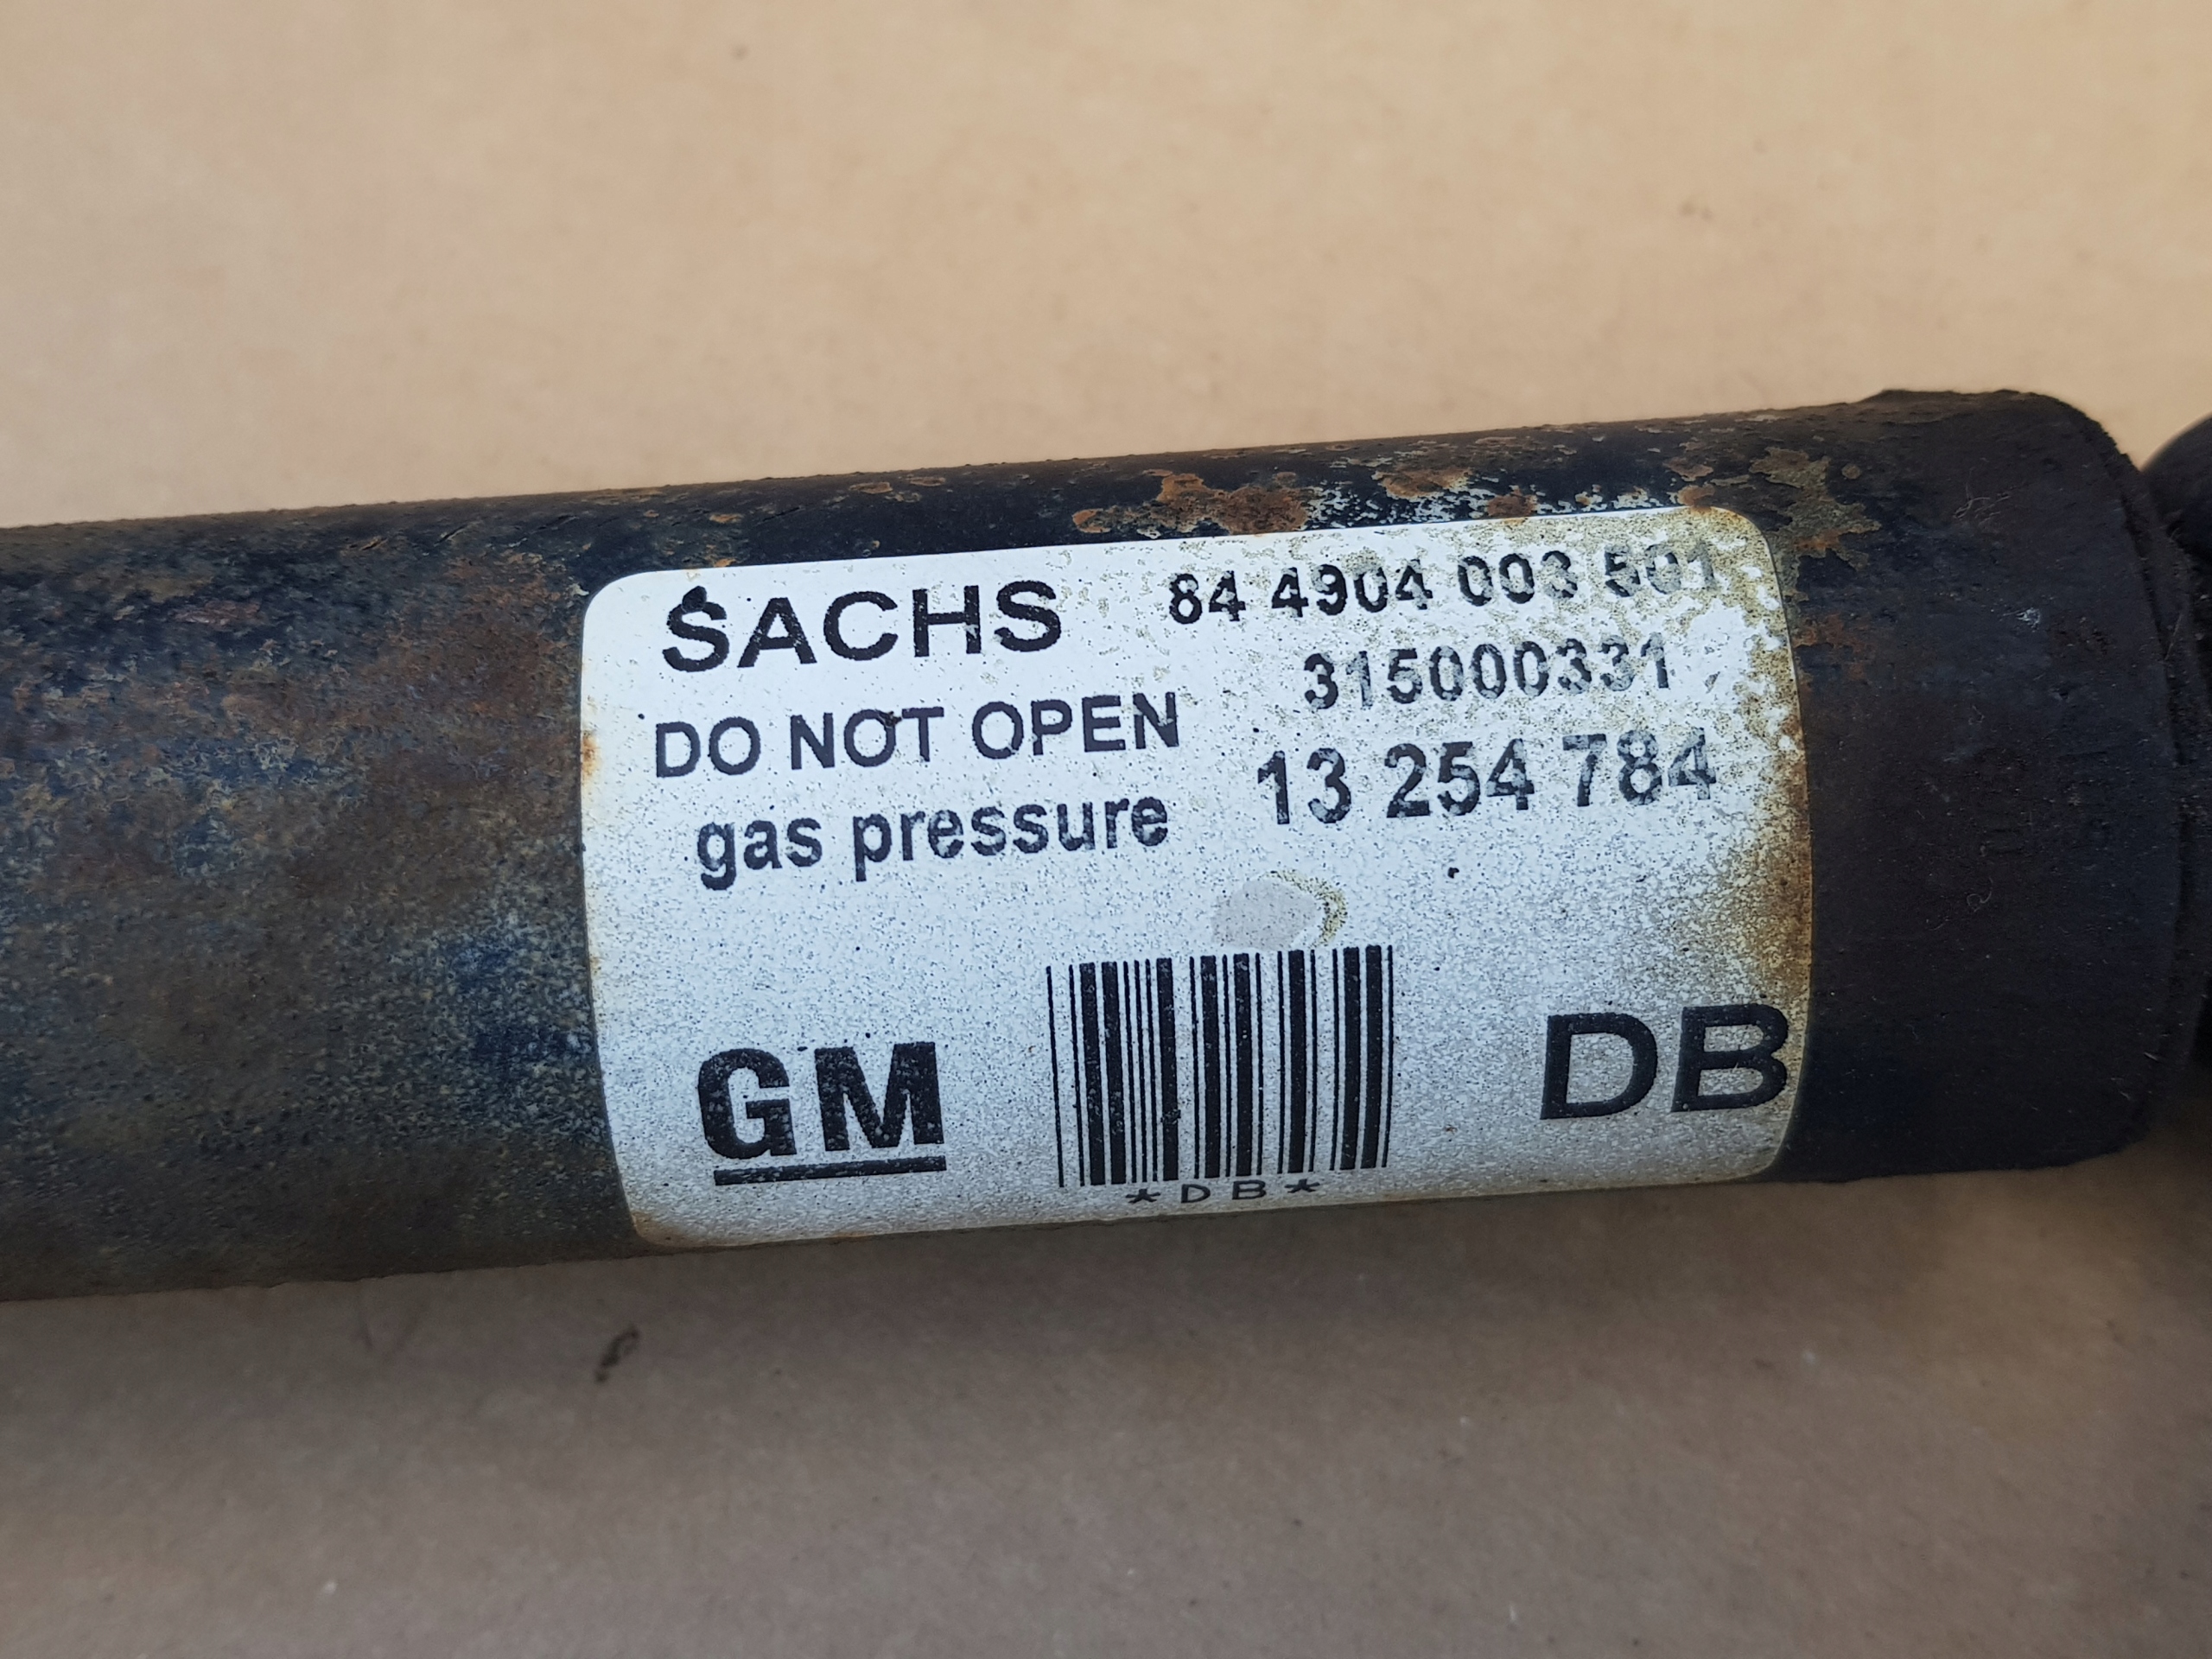 SACHS 84 4904 003 501
315000331
DO NOT OPEN
13 254 784
gas pressure
GM
DB
*DB*